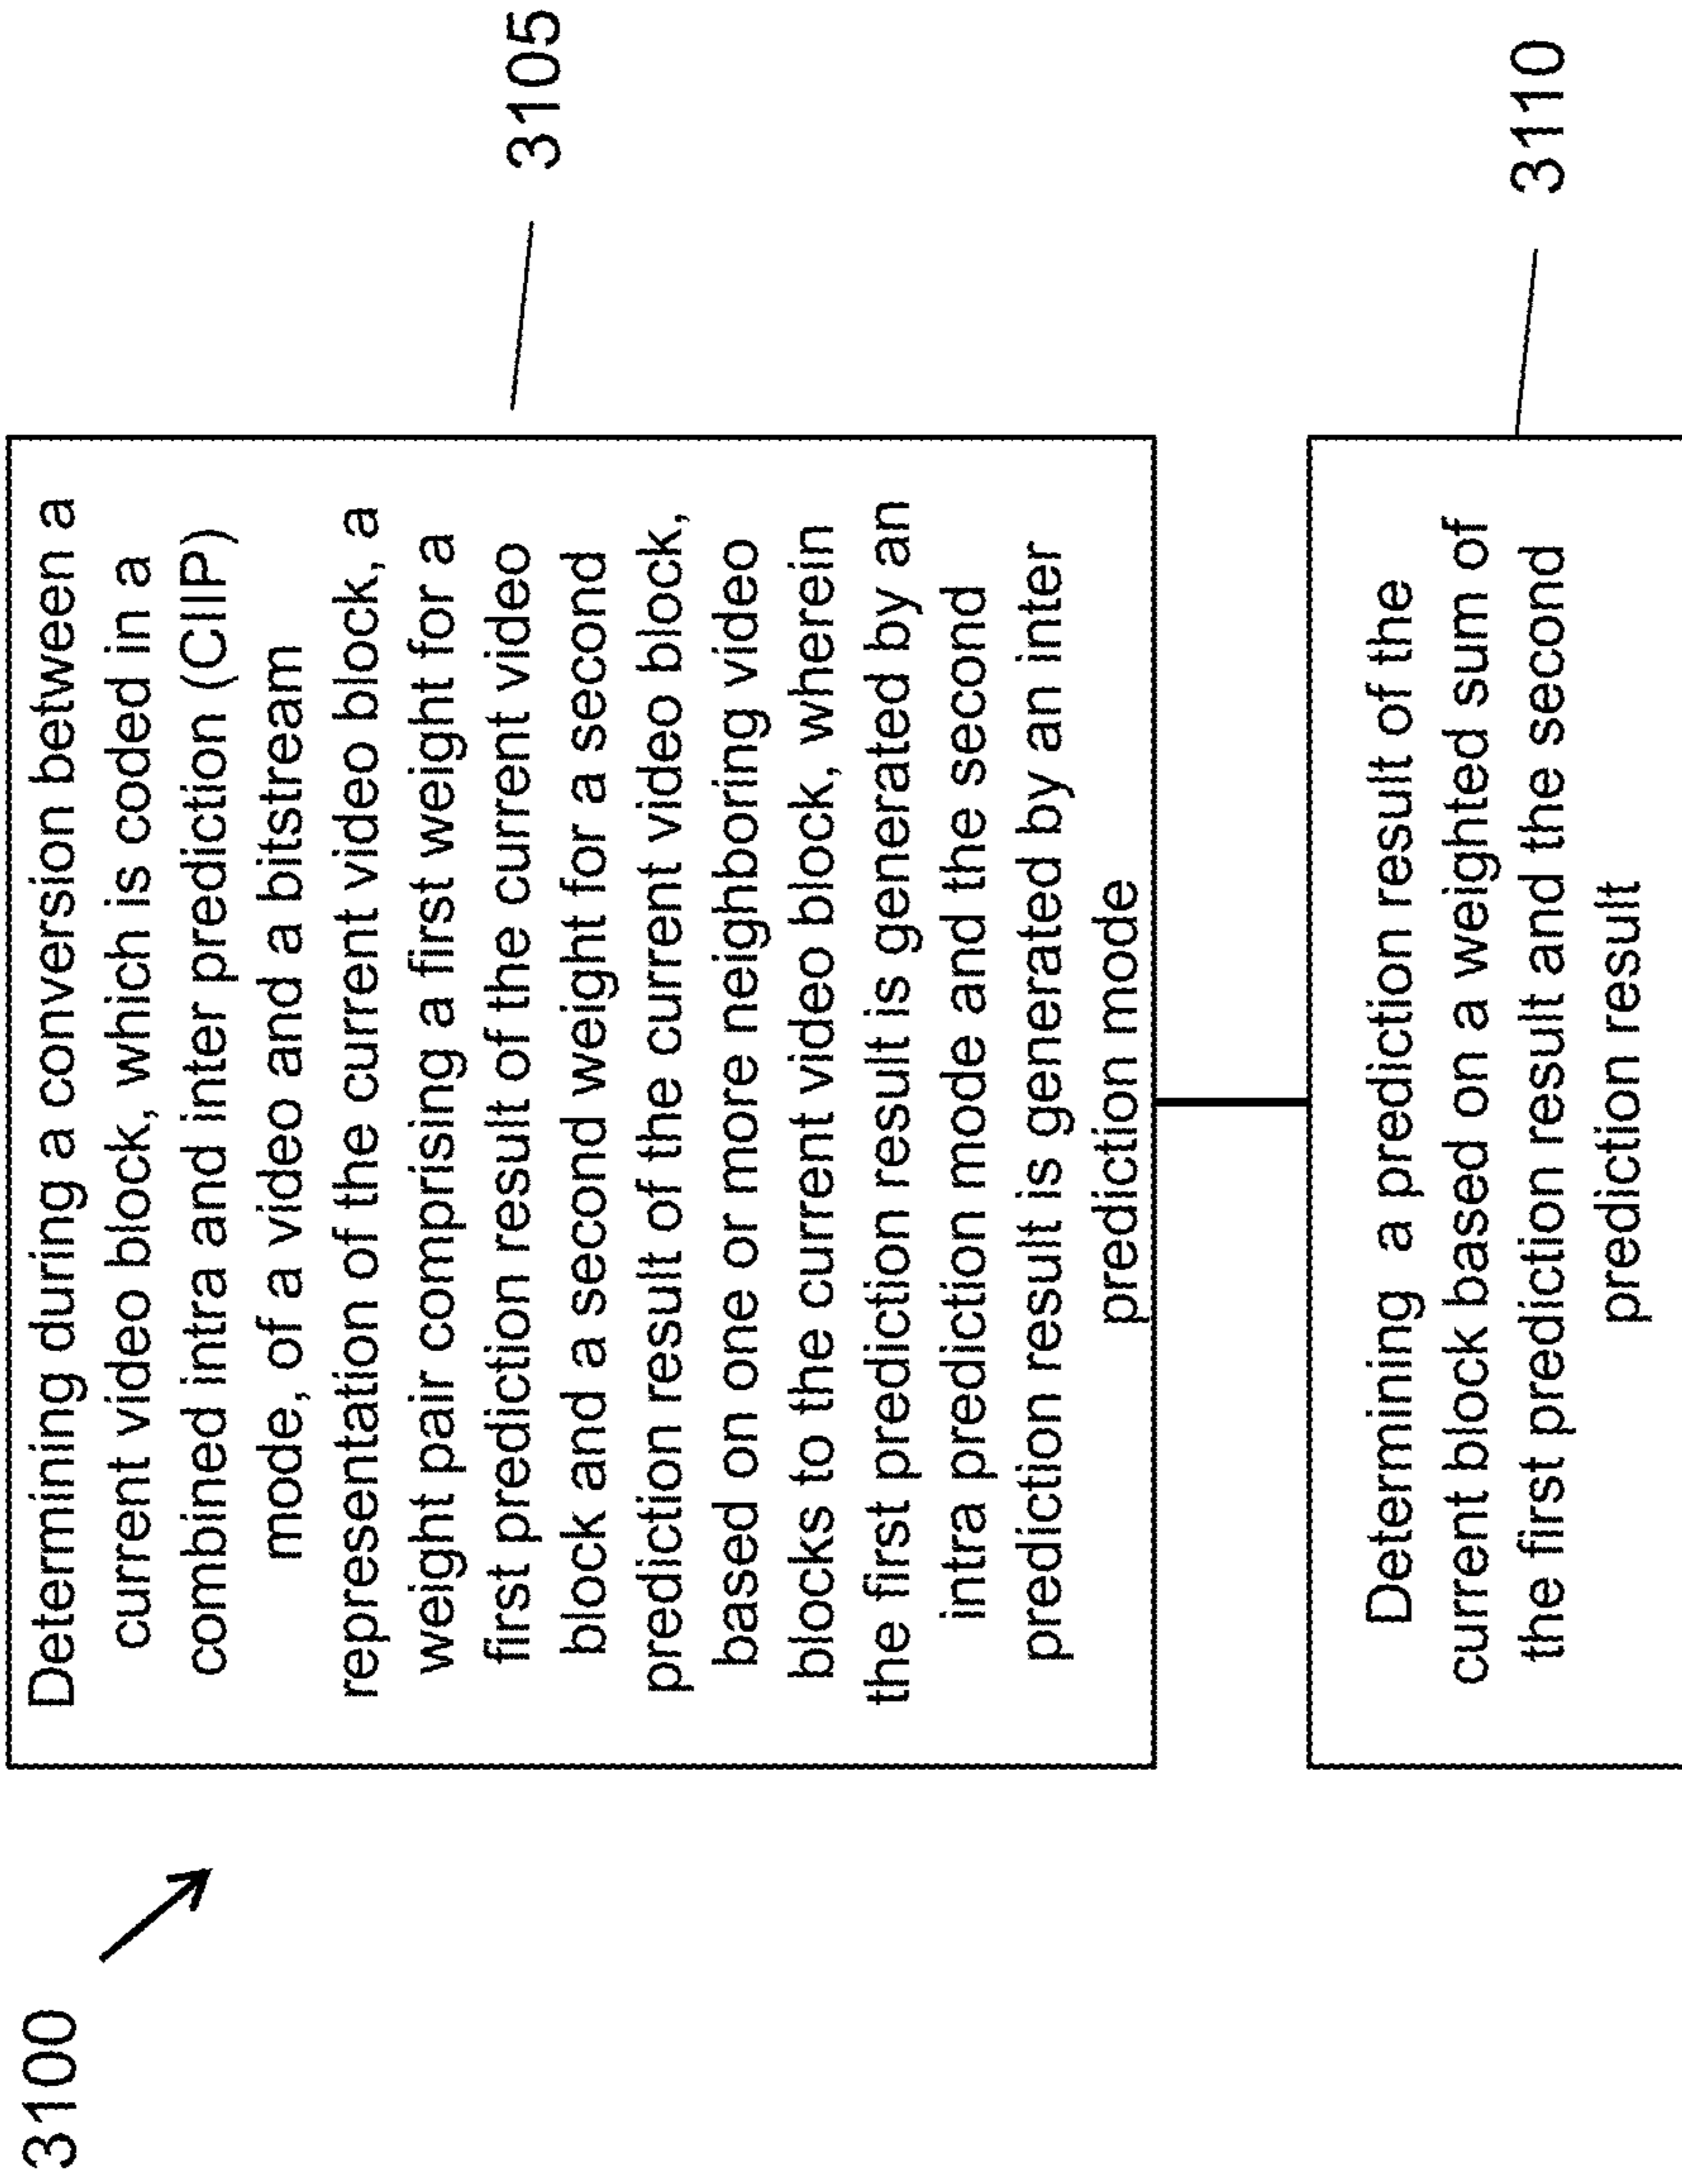 3100
Determining during a conversion between a
current video block, which is coded in a
combined intra and inter prediction (CIIP)
mode, of a video and a bitstream
representation of the current video block, a
weight pair comprising a first weight for a
first prediction result of the current video
block and a second weight for a second
prediction result of the current video block,
based on one or more neighboring video
blocks to the current video block, wherein
the first prediction result is generated by an
intra prediction mode and the second
prediction result is generated by an inter
prediction mode
3105
Determining a prediction result of the
current block based on a weighted sum of
the first prediction result and the second
prediction result
3110